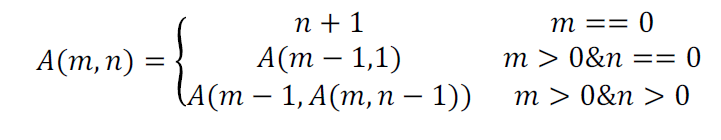 n + 1 m == 0
A(m, n) = { A(m − 1,1) m > 0&n == 0
A(m − 1, A(m, n − 1)) m > 0&n > 0